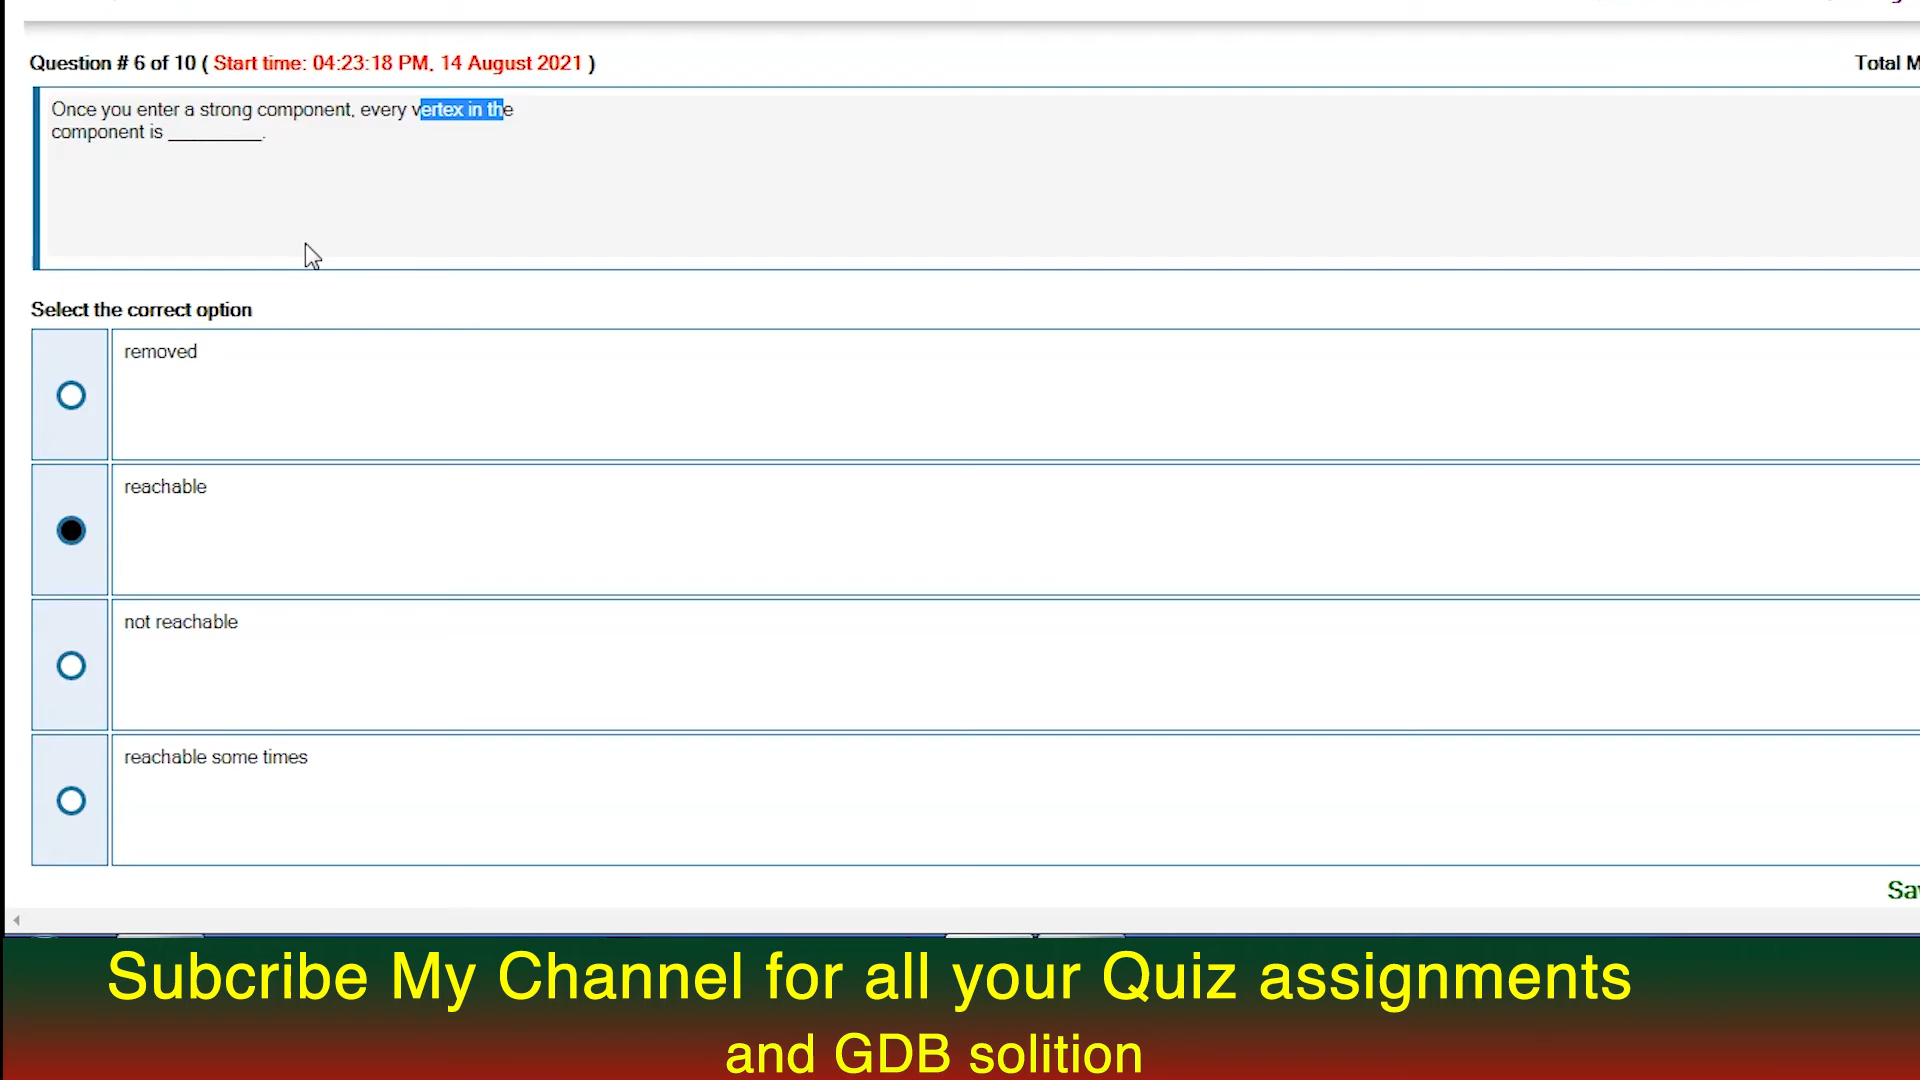 Question # 6 of 10 ( Start time: 04:23:18 PM, 14 August 2021 )
Total M
Once you enter a strong component, every vertex in the
component is _________.
Select the correct option
removed
reachable
not reachable
reachable some times
Sav
Subcribe My Channel for all your Quiz assignments
and GDB solition